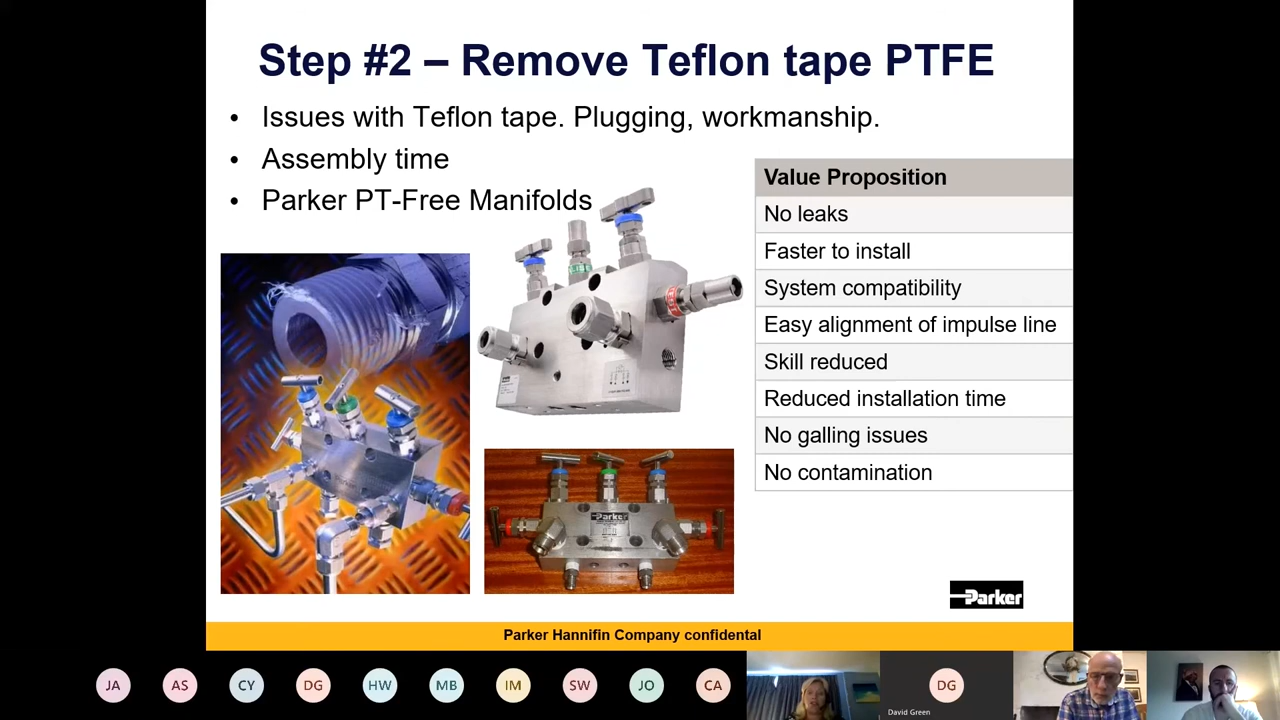 Step #2 – Remove Teflon tape PTFE
• Issues with Teflon tape. Plugging, workmanship.
• Assembly time
• Parker PT-Free Manifolds
Value Proposition
No leaks
Faster to install
System compatibility
Easy alignment of impulse line
Skill reduced
Reduced installation time
No galling issues
No contamination
Parker
Parker
Parker Hannifin Company confidential
JA
AS
CY
DG
HW
MB
IM
SW
JO
CA
DG
David Green